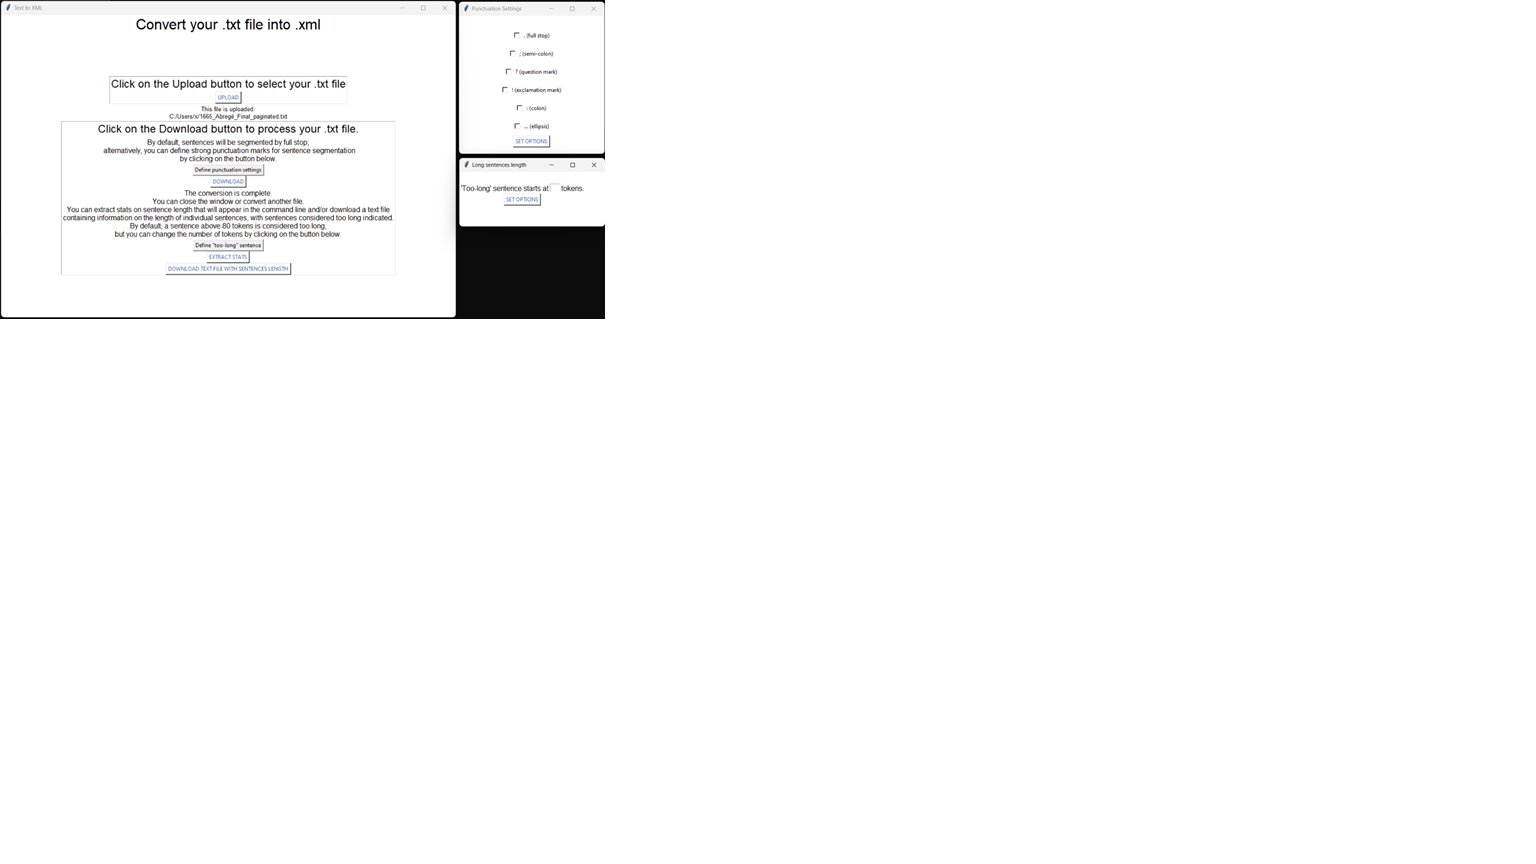 Text to XML
Convert your .txt file into .xml
Click on the Upload button to select your .txt file
UPLOAD
This file is uploaded:
C:/Users/x/1665_Abregé_Final_paginated.txt
Click on the Download button to process your .txt file.
By default, sentences will be segmented by full stop;
alternatively, you can define strong punctuation marks for sentence segmentation
by clicking on the button below.
Define punctuation settings
DOWNLOAD
The conversion is complete.
You can close the window or convert another file.
You can extract stats on sentence length that will appear in the command line and/or download a text file
containing information on the length of individual sentences, with sentences considered too long indicated.
By default, a sentence above 80 tokens is considered too long,
but you can change the number of tokens by clicking on the button below.
Define "too-long" sentence
EXTRACT STATS
DOWNLOAD TEXT FILE WITH SENTENCES LENGTH
Punctuation Settings
. (full stop)
; (semi-colon)
? (question mark)
! (exclamation mark)
: (colon)
... (ellipsis)
SET OPTIONS
Long sentences length
'Too-long' sentence starts at tokens.
SET OPTIONS